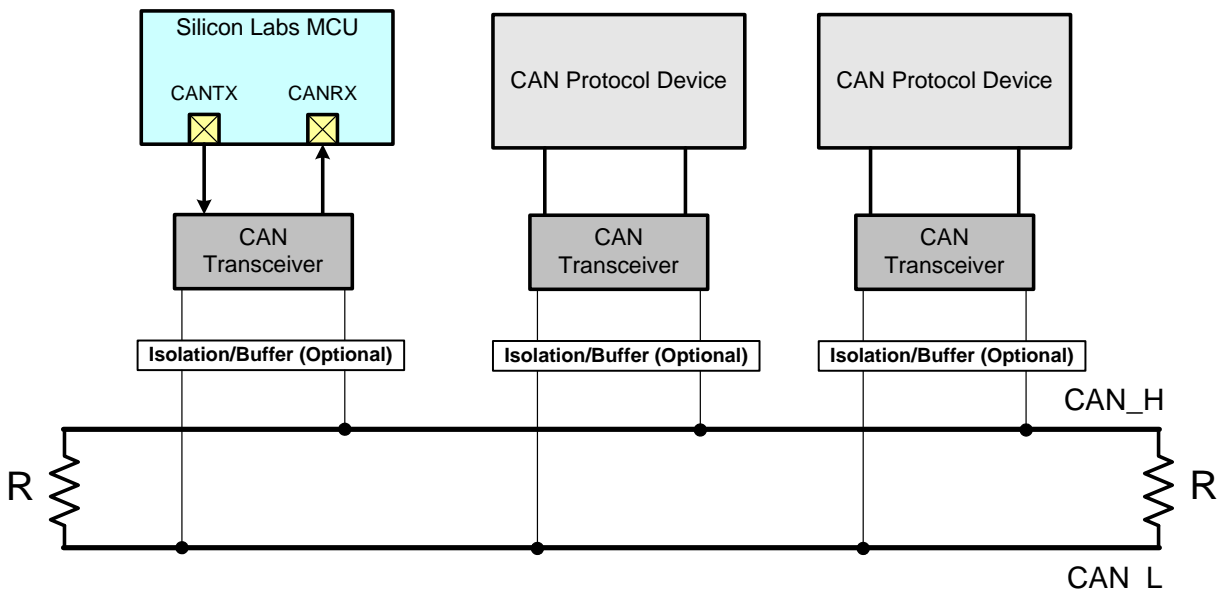 Silicon Labs MCU
CANTX
CANRX
CAN Protocol Device
CAN Protocol Device
CAN
Transceiver
CAN
Transceiver
CAN
Transceiver
Isolation/Buffer (Optional)
Isolation/Buffer (Optional)
Isolation/Buffer (Optional)
CAN_H
R
R
CAN_L